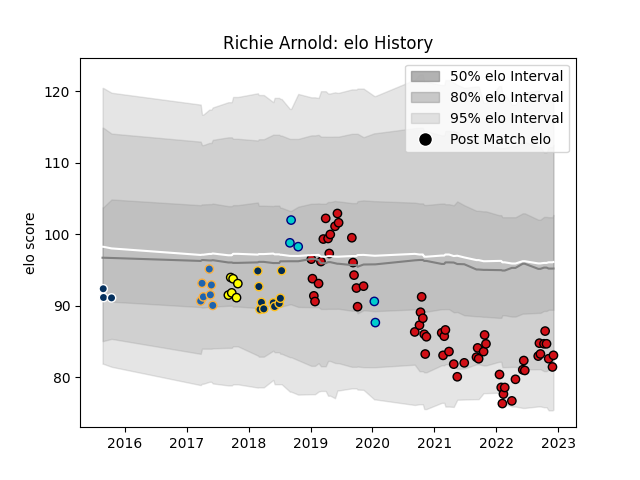 Richie Arnold: elo History
50% elo Interval
80% elo Interval
95% elo Interval
Post Match elo
elo score
120
110
100
90
80
2016 2017 2018 2019 2020 2021 2022 2023